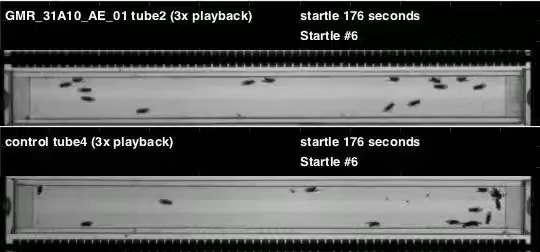 GMR_31A10_AE_01 tube2 (3x playback)
startle 176 seconds
Startle #6
control tube4 (3x playback)
startle 176 seconds
Startle #6